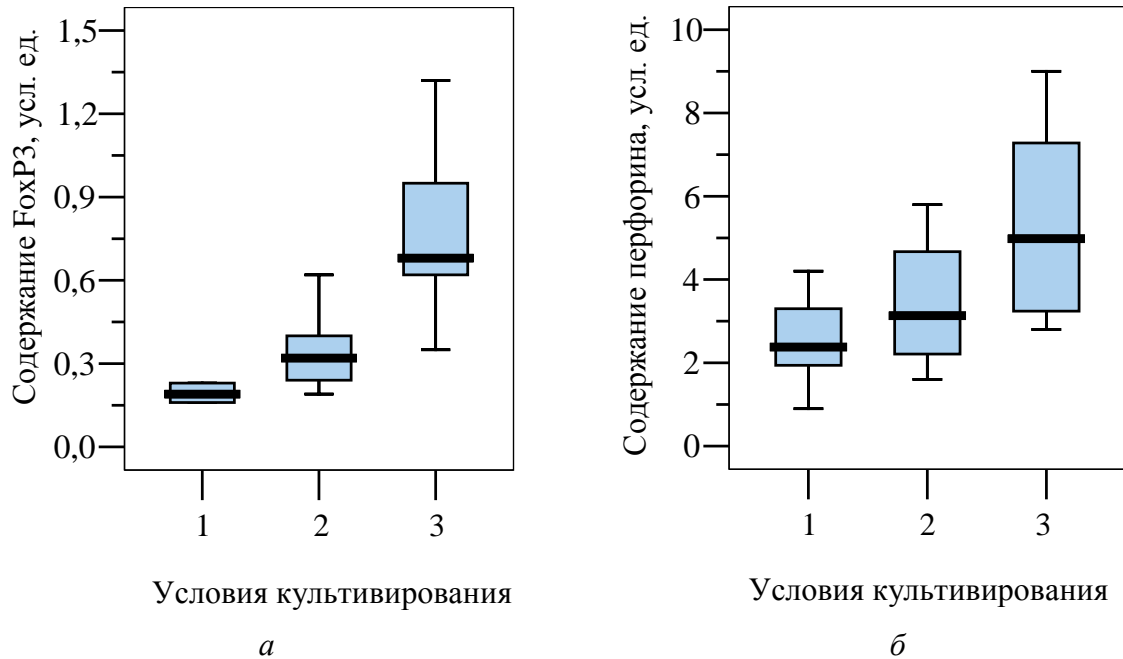 Содержание FoxP3, усл. ед.
1,5
1,2
0,9
0,6
0,3
0,0
1 2 3
Условия культивирования
а
Содержание перфорина, усл. ед.
10
8
6
4
2
0
1 2 3
Условия культивирования
б